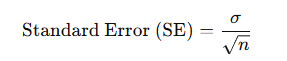 Standard Error (SE) = σ / √n